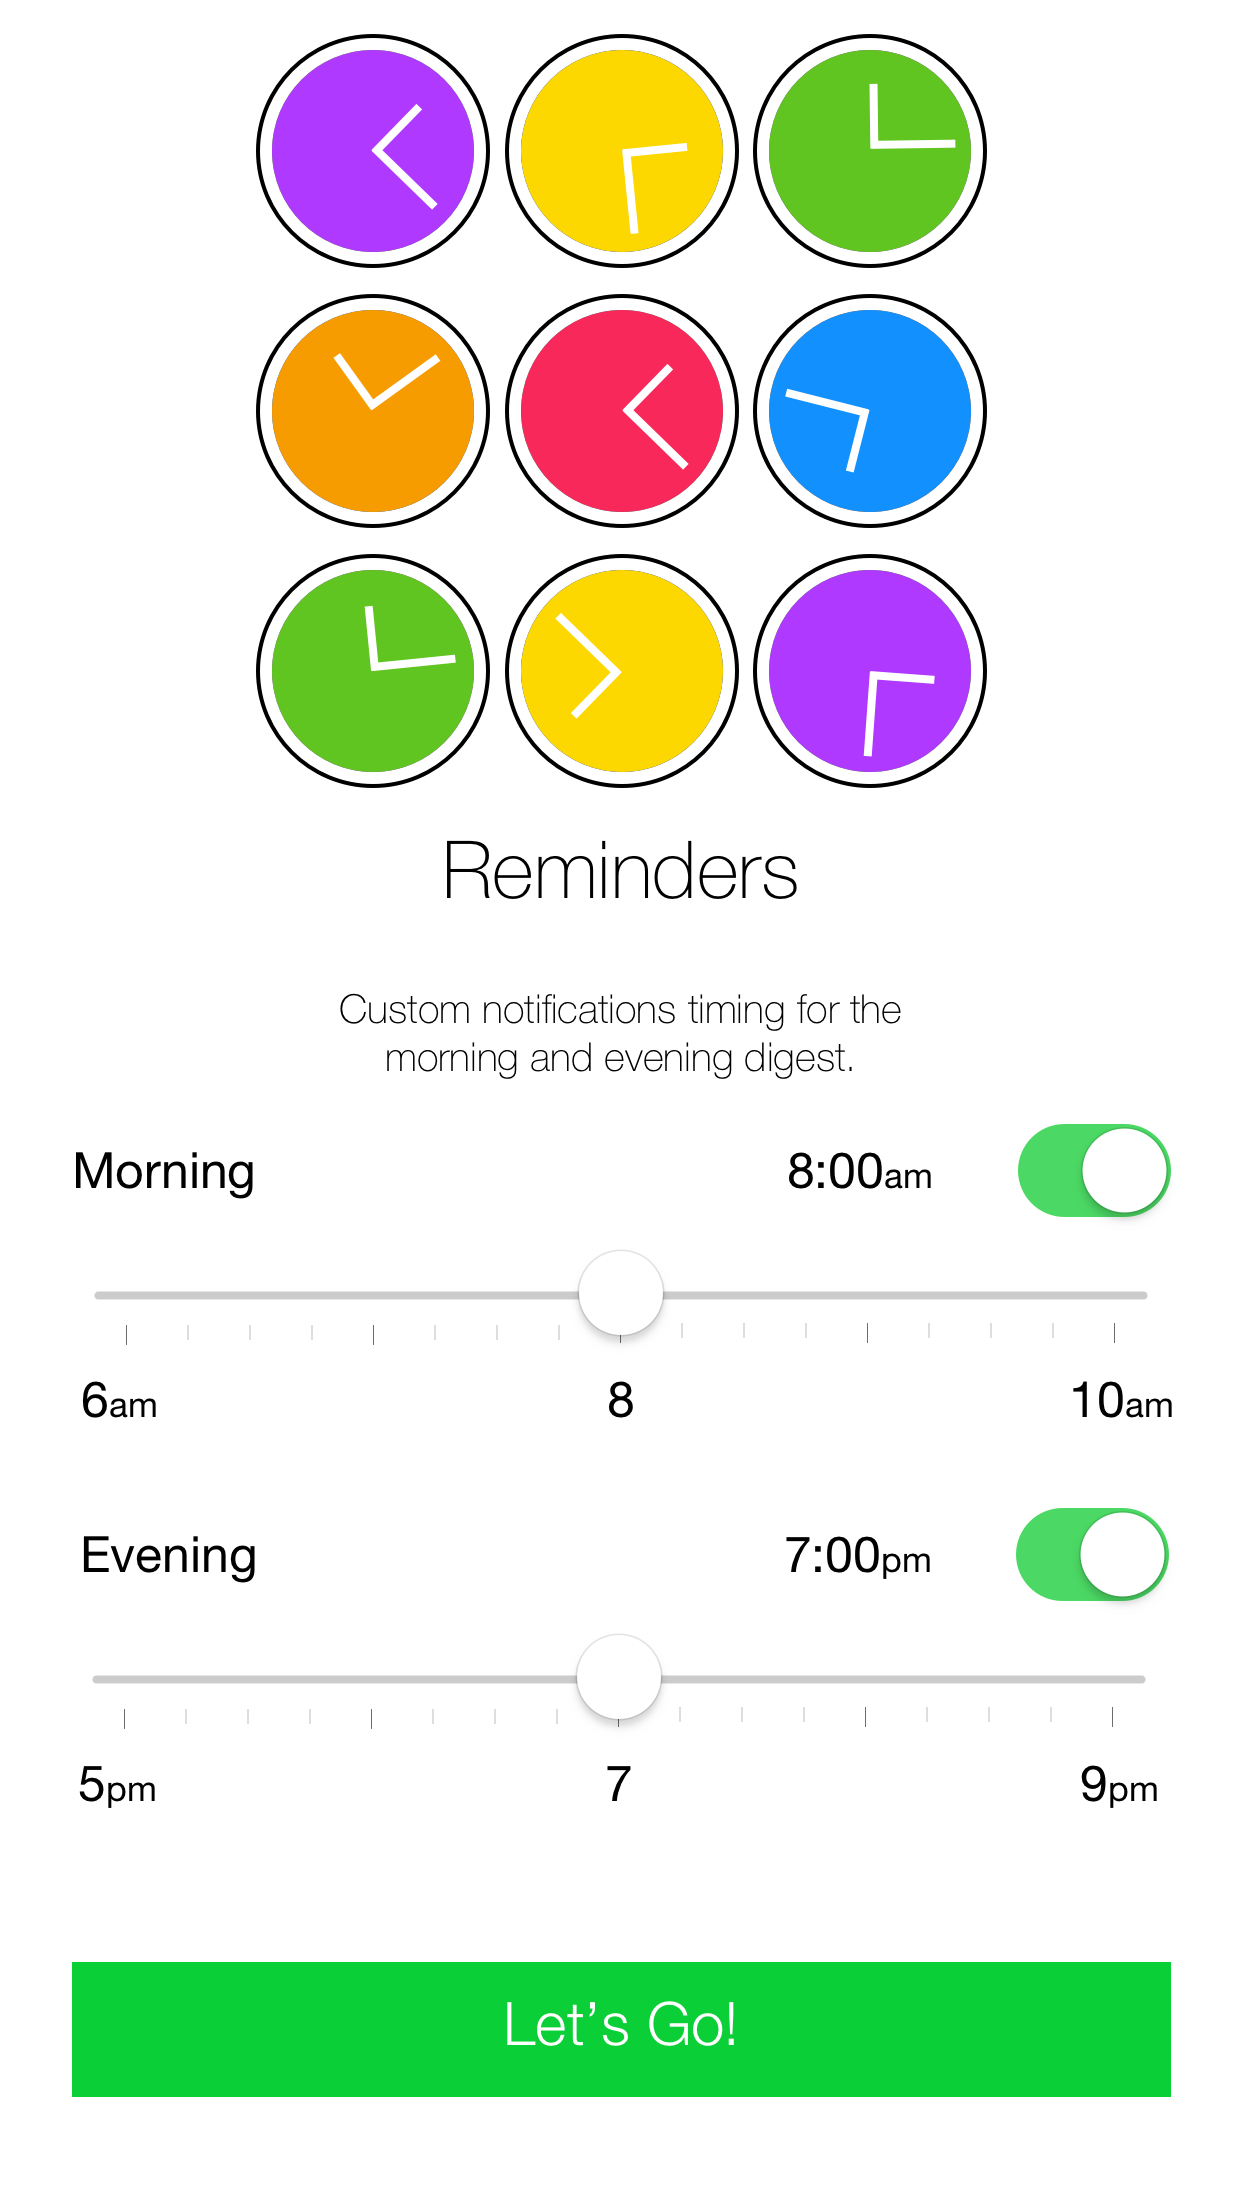 Reminders
Custom notifications timing for the
morning and evening digest.
Morning 8:00am
6am 8 10am
Evening 7:00pm
5pm 7 9pm
Let’s Go!